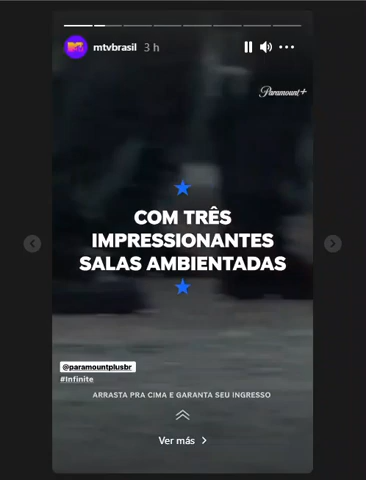 mtvbrasil 3 h
Paramount+
COM TRÊS
IMPRESSIONANTES
SALAS AMBIENTADAS
@paramountplusbr
#Infinite
ARRASTA PRA CIMA E GARANTA SEU INGRESSO
Ver más